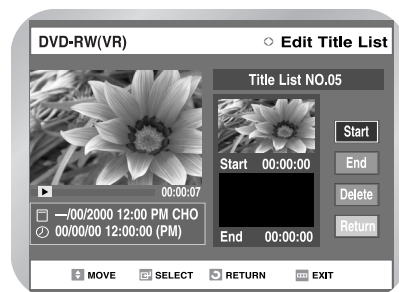 DVD-RW(VR)
Edit Title List
Title List NO.05
00:00:07
—/00/2000 12:00 PM CHO
00/00/00 12:00:00 (PM)
Start 00:00:00
End 00:00:00
Start
End
Delete
Return
MOVE SELECT RETURN EXIT